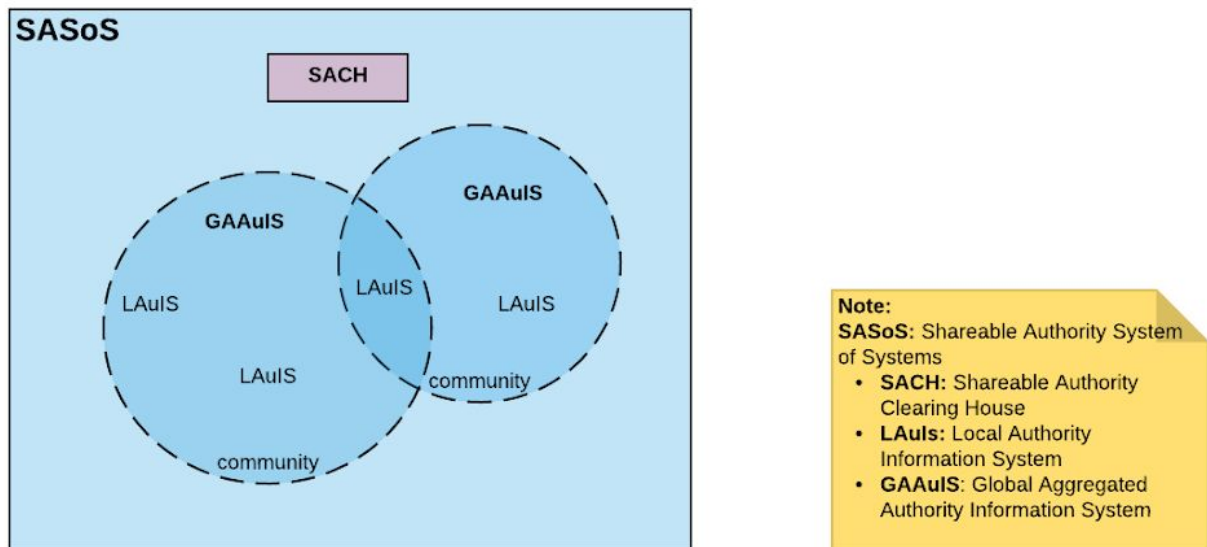 SASoS
SACH
GAAuIS
GAAuIS
LAuIS
LAuIS
LAuIS
LAuIS
community
community
Note:
SASoS: Shareable Authority System
of Systems
• SACH: Shareable Authority
Clearing House
• LAuIs: Local Authority
Information System
• GAAuIS: Global Aggregated
Authority Information System